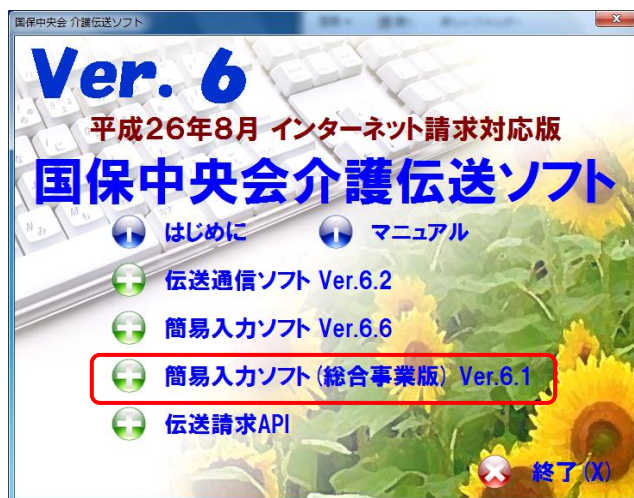 国保中央会 介護伝送ソフト
Ver. 6
平成26年8月 インターネット請求対応版
国保中央会介護伝送ソフト
はじめに マニュアル
伝送通信ソフト Ver.6.2
簡易入力ソフト Ver.6.6
簡易入力ソフト(総合事業版) Ver.6.1
伝送請求API
終了(X)